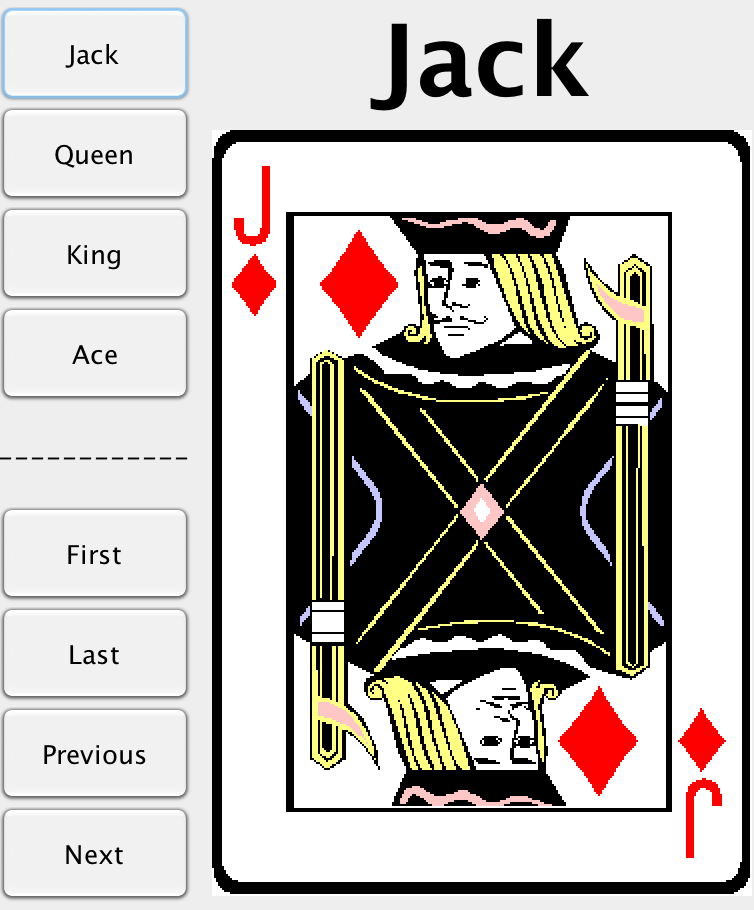 Jack
Queen
King
Ace
------------
First
Last
Previous
Next
Jack
J
J